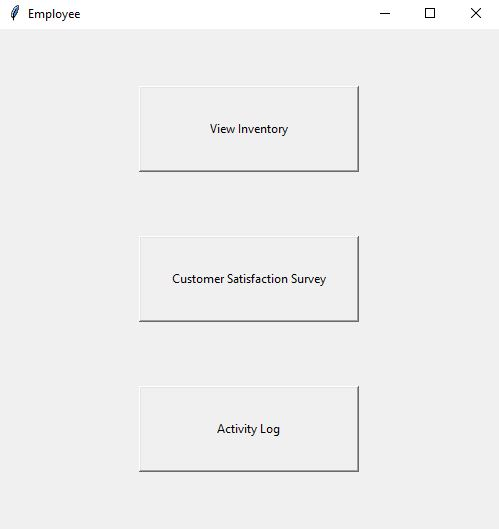 Employee
View Inventory
Customer Satisfaction Survey
Activity Log